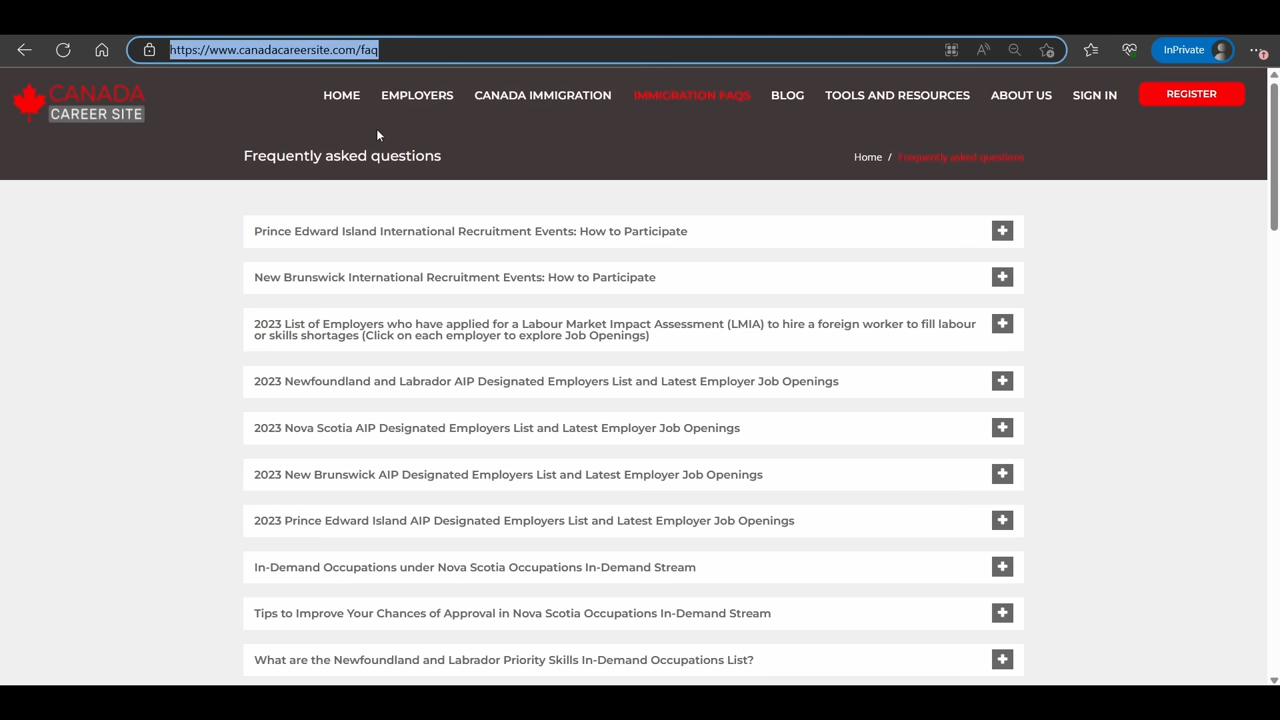 https://www.canadacareersite.com/faq
InPrivate
CANADA
CAREER SITE
HOME EMPLOYERS CANADA IMMIGRATION IMMIGRATION FAQS BLOG TOOLS AND RESOURCES ABOUT US SIGN IN REGISTER
Frequently asked questions
Home / Frequently asked questions
Prince Edward Island International Recruitment Events: How to Participate
New Brunswick International Recruitment Events: How to Participate
2023 List of Employers who have applied for a Labour Market Impact Assessment (LMIA) to hire a foreign worker to fill labour
or skills shortages (Click on each employer to explore Job Openings)
2023 Newfoundland and Labrador AIP Designated Employers List and Latest Employer Job Openings
2023 Nova Scotia AIP Designated Employers List and Latest Employer Job Openings
2023 New Brunswick AIP Designated Employers List and Latest Employer Job Openings
2023 Prince Edward Island AIP Designated Employers List and Latest Employer Job Openings
In-Demand Occupations under Nova Scotia Occupations In-Demand Stream
Tips to Improve Your Chances of Approval in Nova Scotia Occupations In-Demand Stream
What are the Newfoundland and Labrador Priority Skills In-Demand Occupations List?